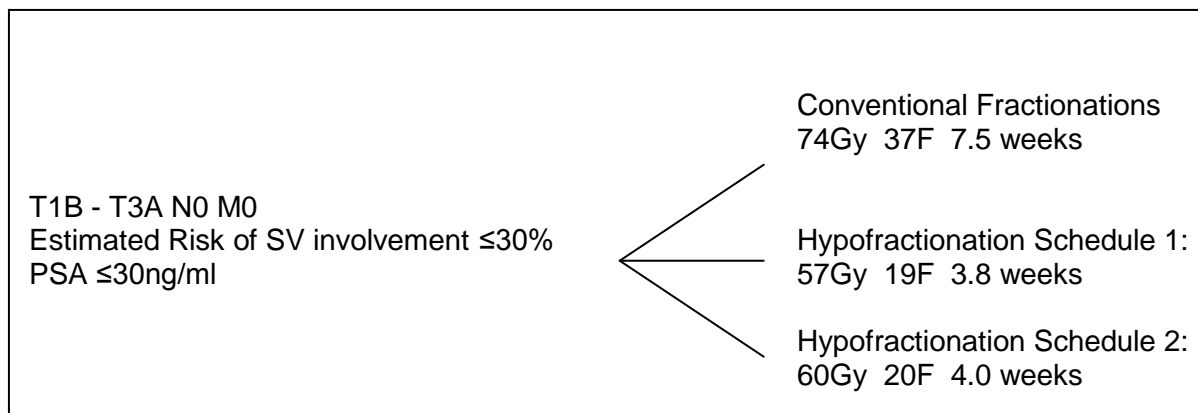 T1B - T3A N0 M0
Estimated Risk of SV involvement ≤30%
PSA ≤30ng/ml
Conventional Fractionations
74Gy 37F 7.5 weeks
Hypofractionation Schedule 1:
57Gy 19F 3.8 weeks
Hypofractionation Schedule 2:
60Gy 20F 4.0 weeks